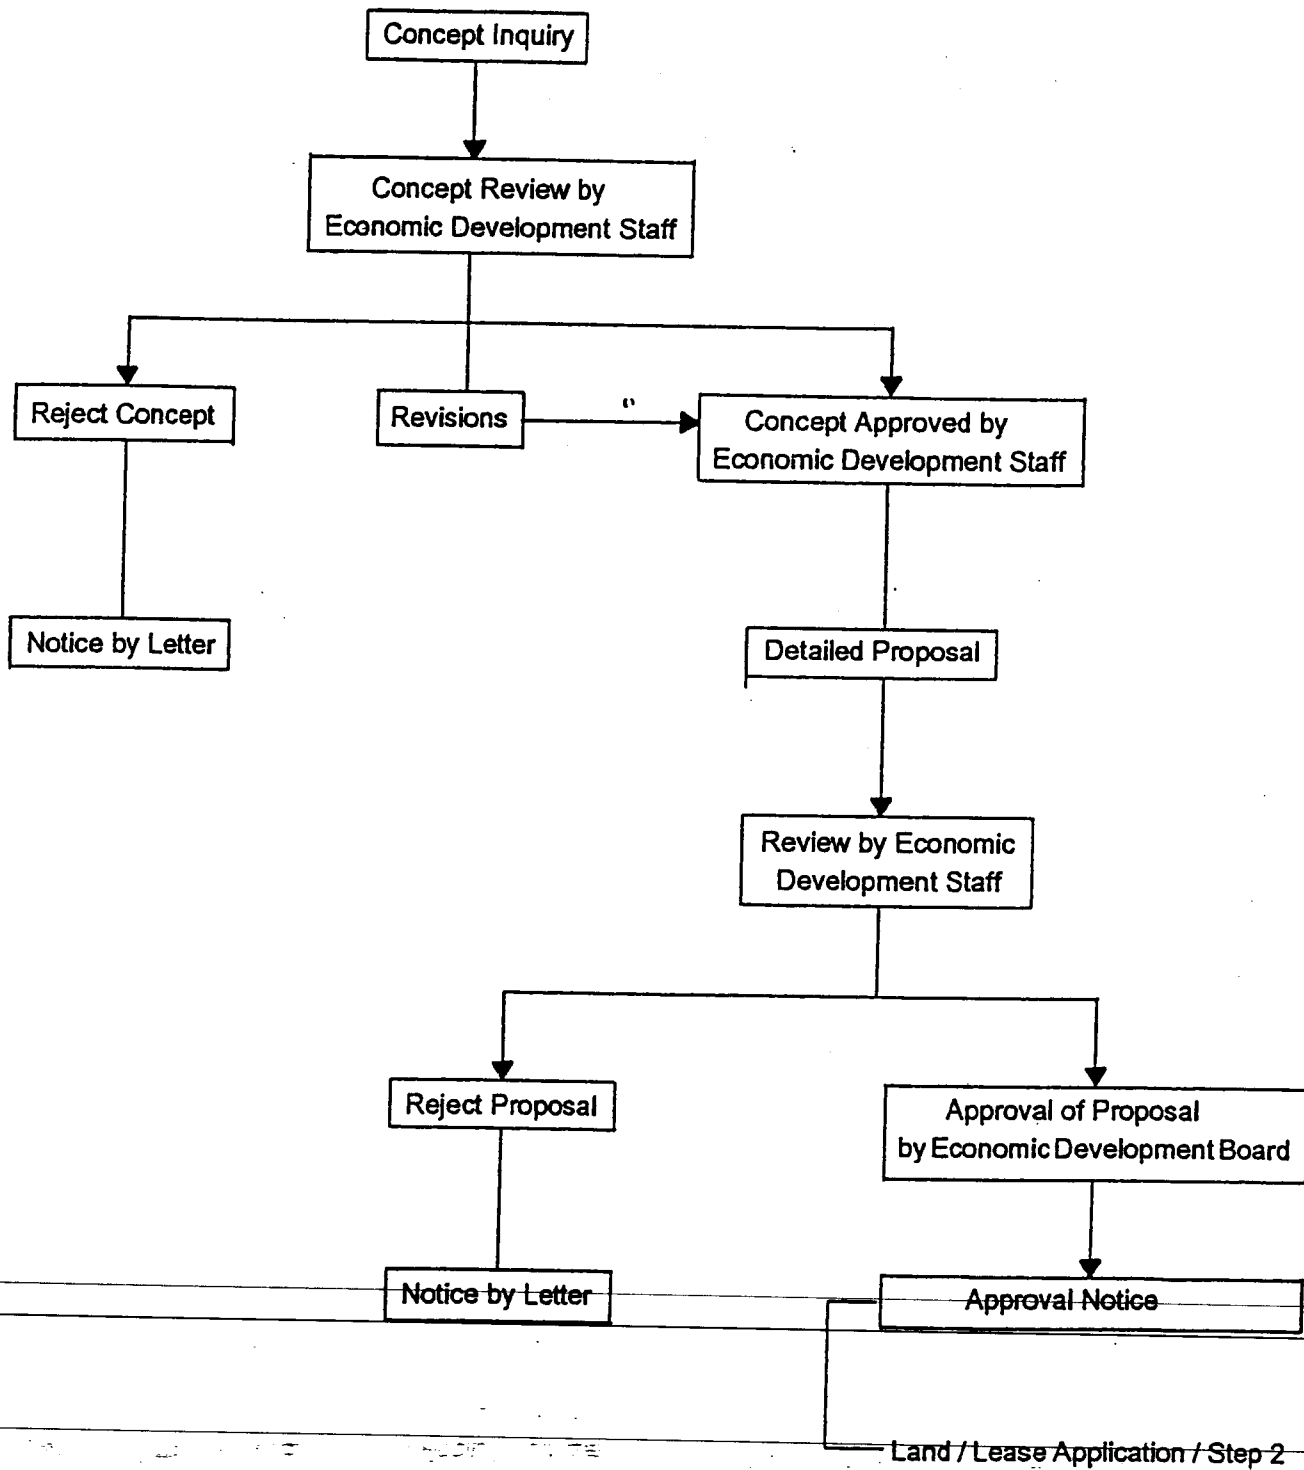 Concept Inquiry
Concept Review by
Economic Development Staff
Reject Concept
Revisions
Concept Approved by
Economic Development Staff
Notice by Letter
Detailed Proposal
Review by Economic
Development Staff
Reject Proposal
Approval of Proposal
by Economic Development Board
Notice by Letter
Approval Notice
Land / Lease Application / Step 2